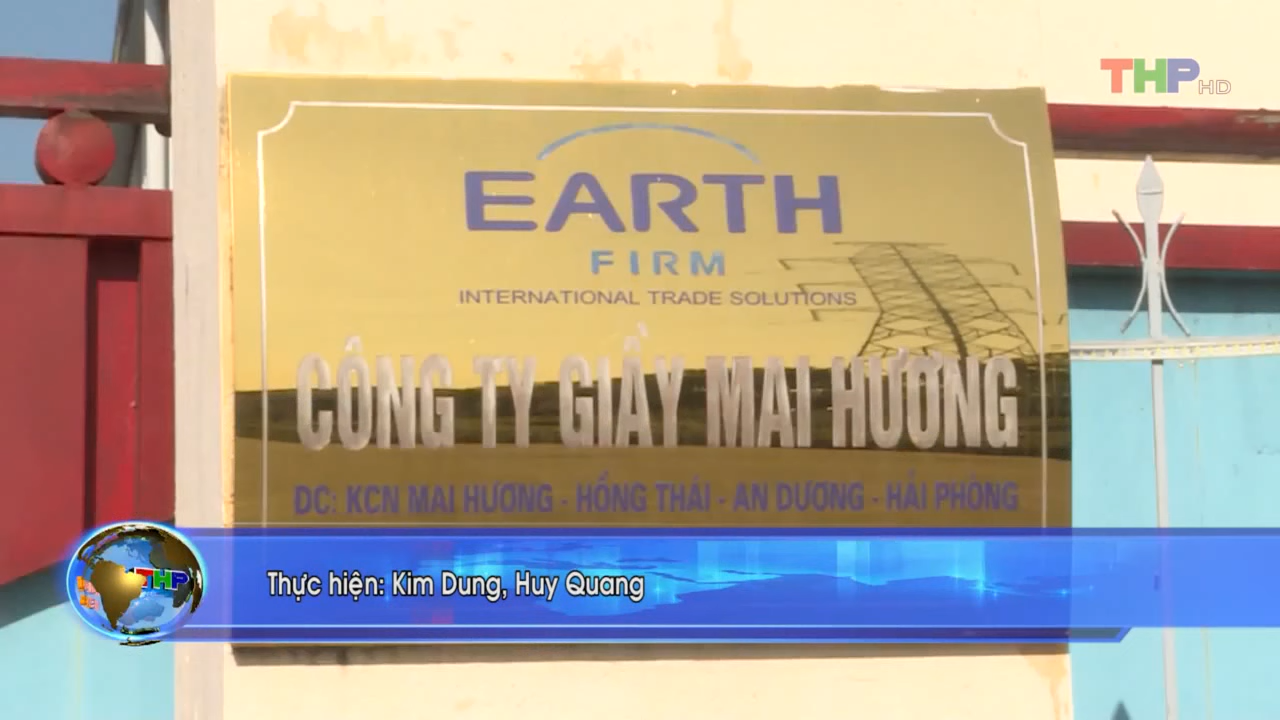 THP HD
EARTH
FIRM
INTERNATIONAL TRADE SOLUTIONS
CÔNG TY GIẦY MAI HƯƠNG
DC: KCN MAI HƯƠNG - HỒNG THÁI - AN DƯƠNG - HẢI PHÒNG
THP
Thực hiện: Kim Dung, Huy Quang